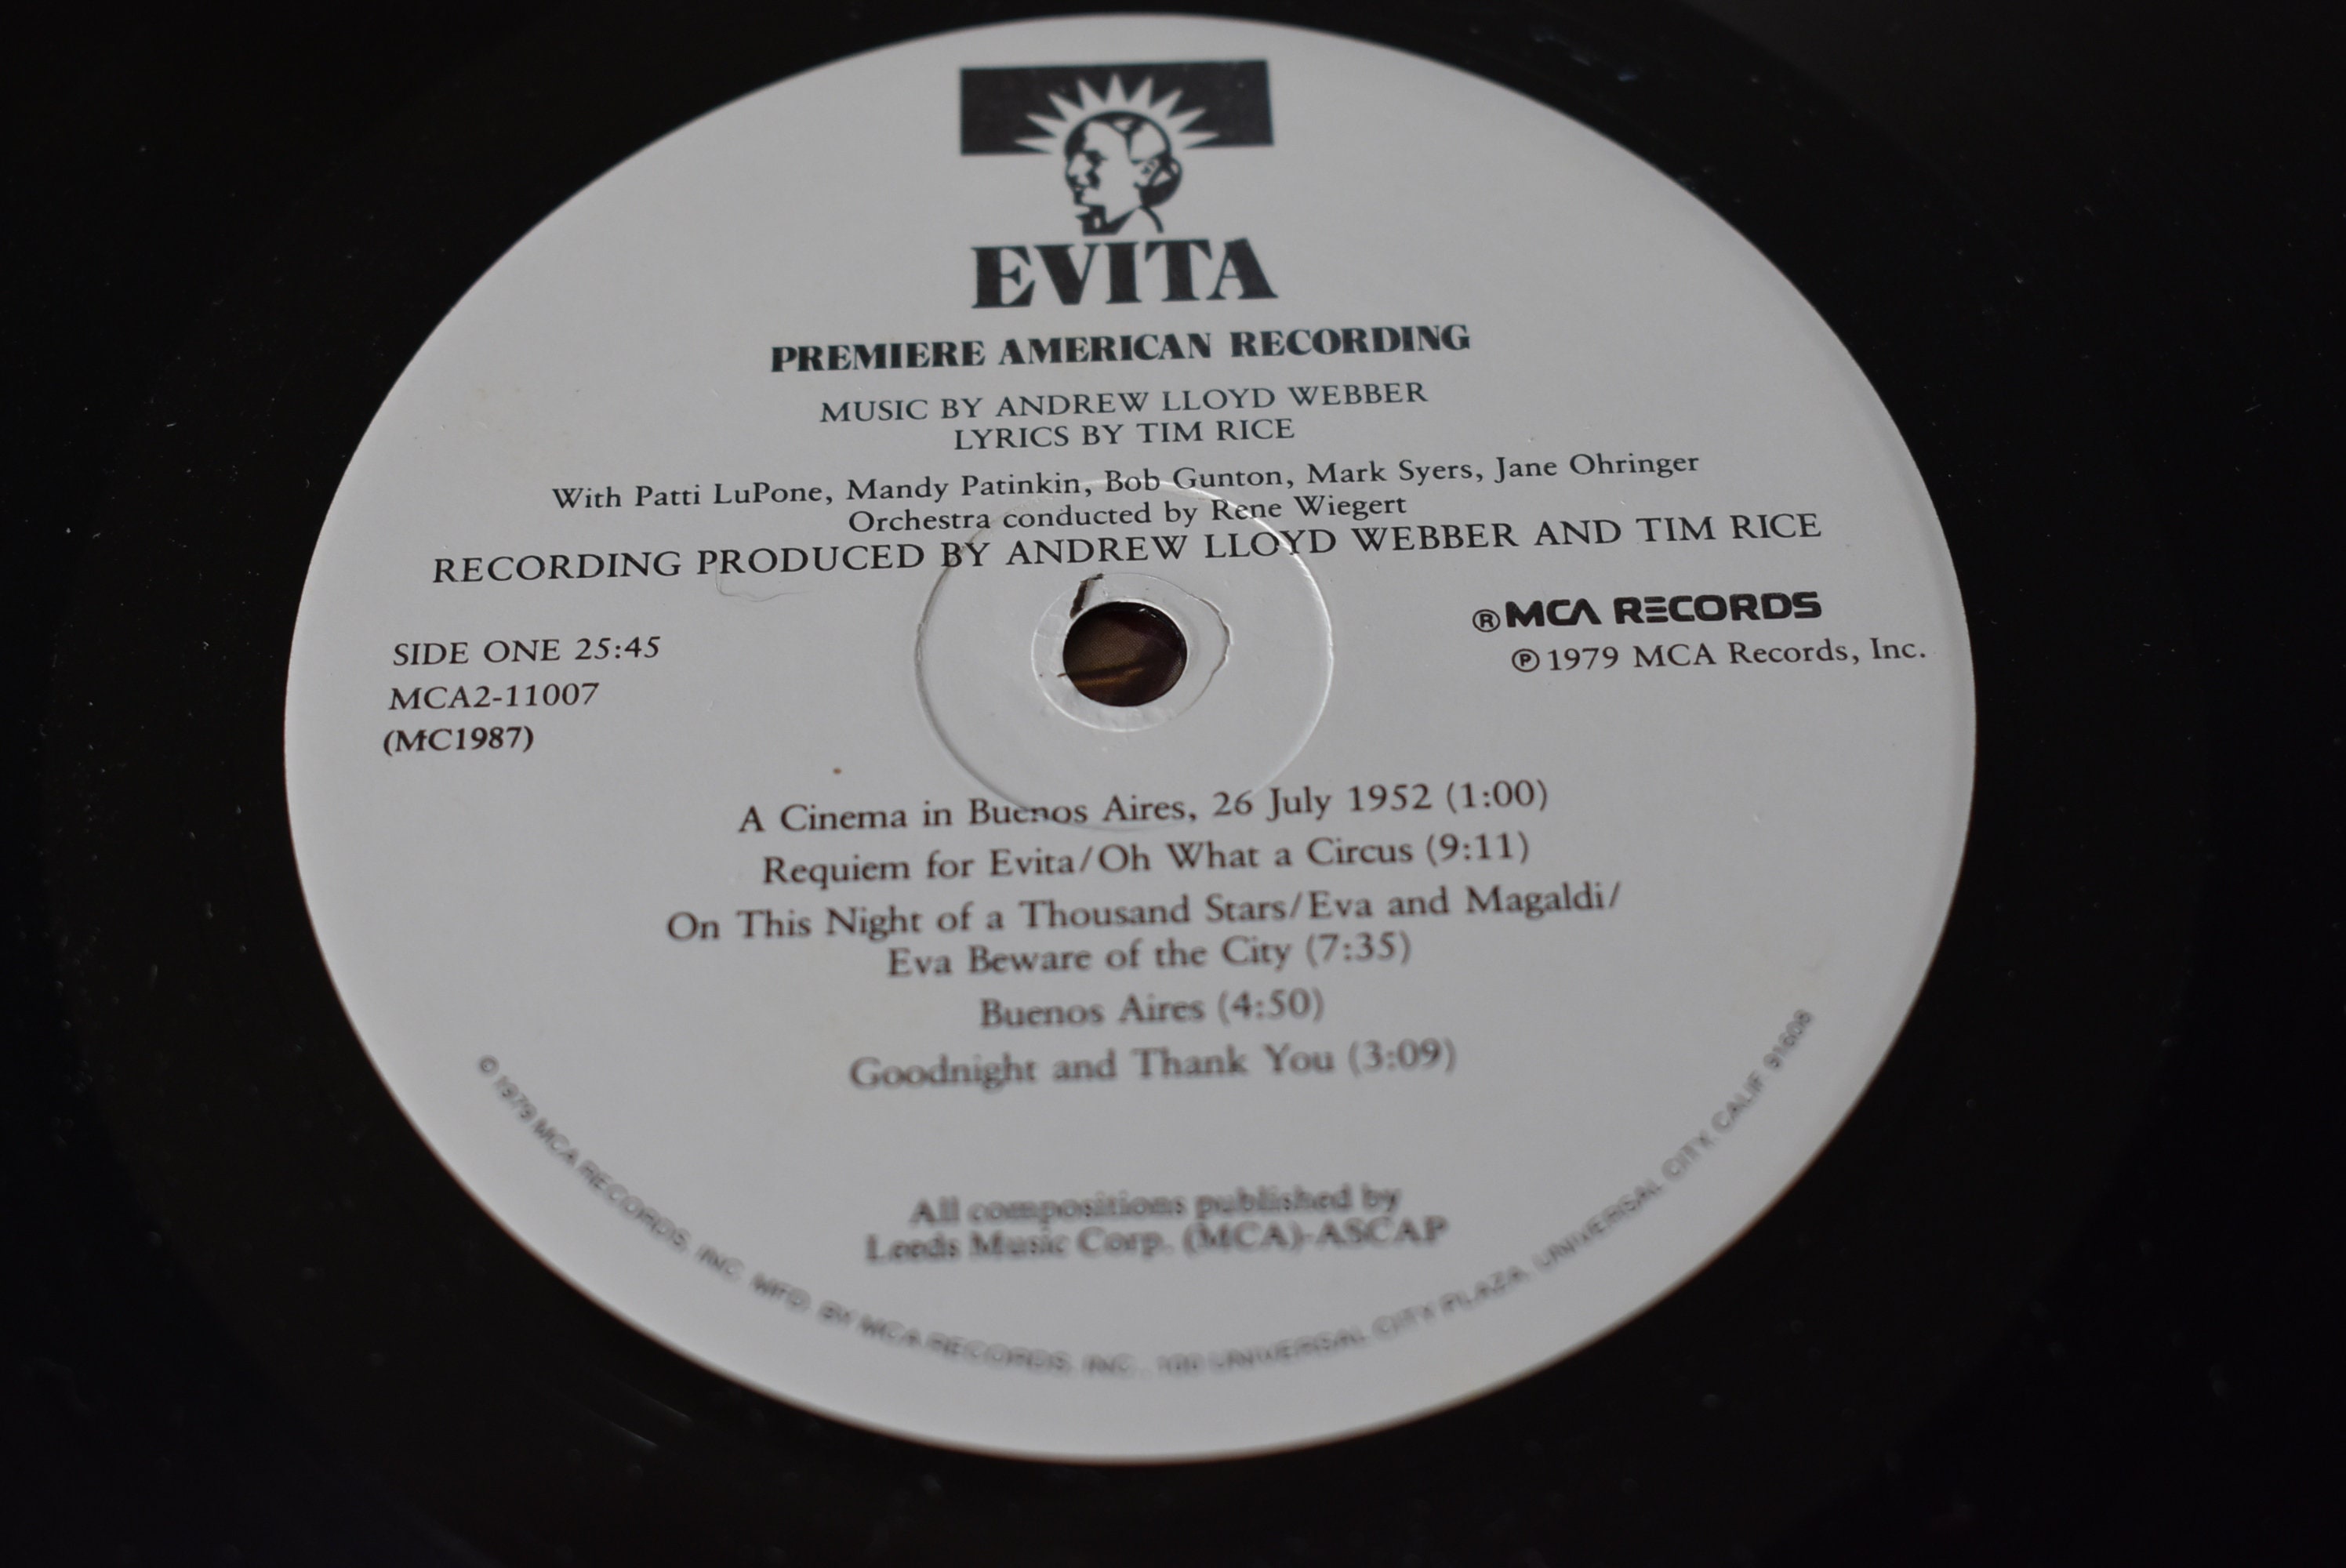 EVITA
PREMIERE AMERICAN RECORDING
MUSIC BY ANDREW LLOYD WEBBER
LYRICS BY TIM RICE
With Patti LuPone, Mandy Patinkin, Bob Gunton, Mark Syers, Jane Ohringer
Orchestra conducted by Rene Wiegert
RECORDING PRODUCED BY ANDREW LLOYD WEBBER AND TIM RICE
SIDE ONE 25:45
MCA2-11007
(MC1987)
® MCA RECORDS
℗ 1979 MCA Records, Inc.
A Cinema in Buenos Aires, 26 July 1952 (1:00)
Requiem for Evita/Oh What a Circus (9:11)
On This Night of a Thousand Stars/Eva and Magaldi/
Eva Beware of the City (7:35)
Buenos Aires (4:50)
Goodnight and Thank You (3:09)
All compositions published by
Leeds Music Corp. (MCA)-ASCAP
© 1979 MCA RECORDS, INC. MFD. BY MCA RECORDS, INC., 100 UNIVERSAL CITY PLAZA, UNIVERSAL CITY, CALIF 91608